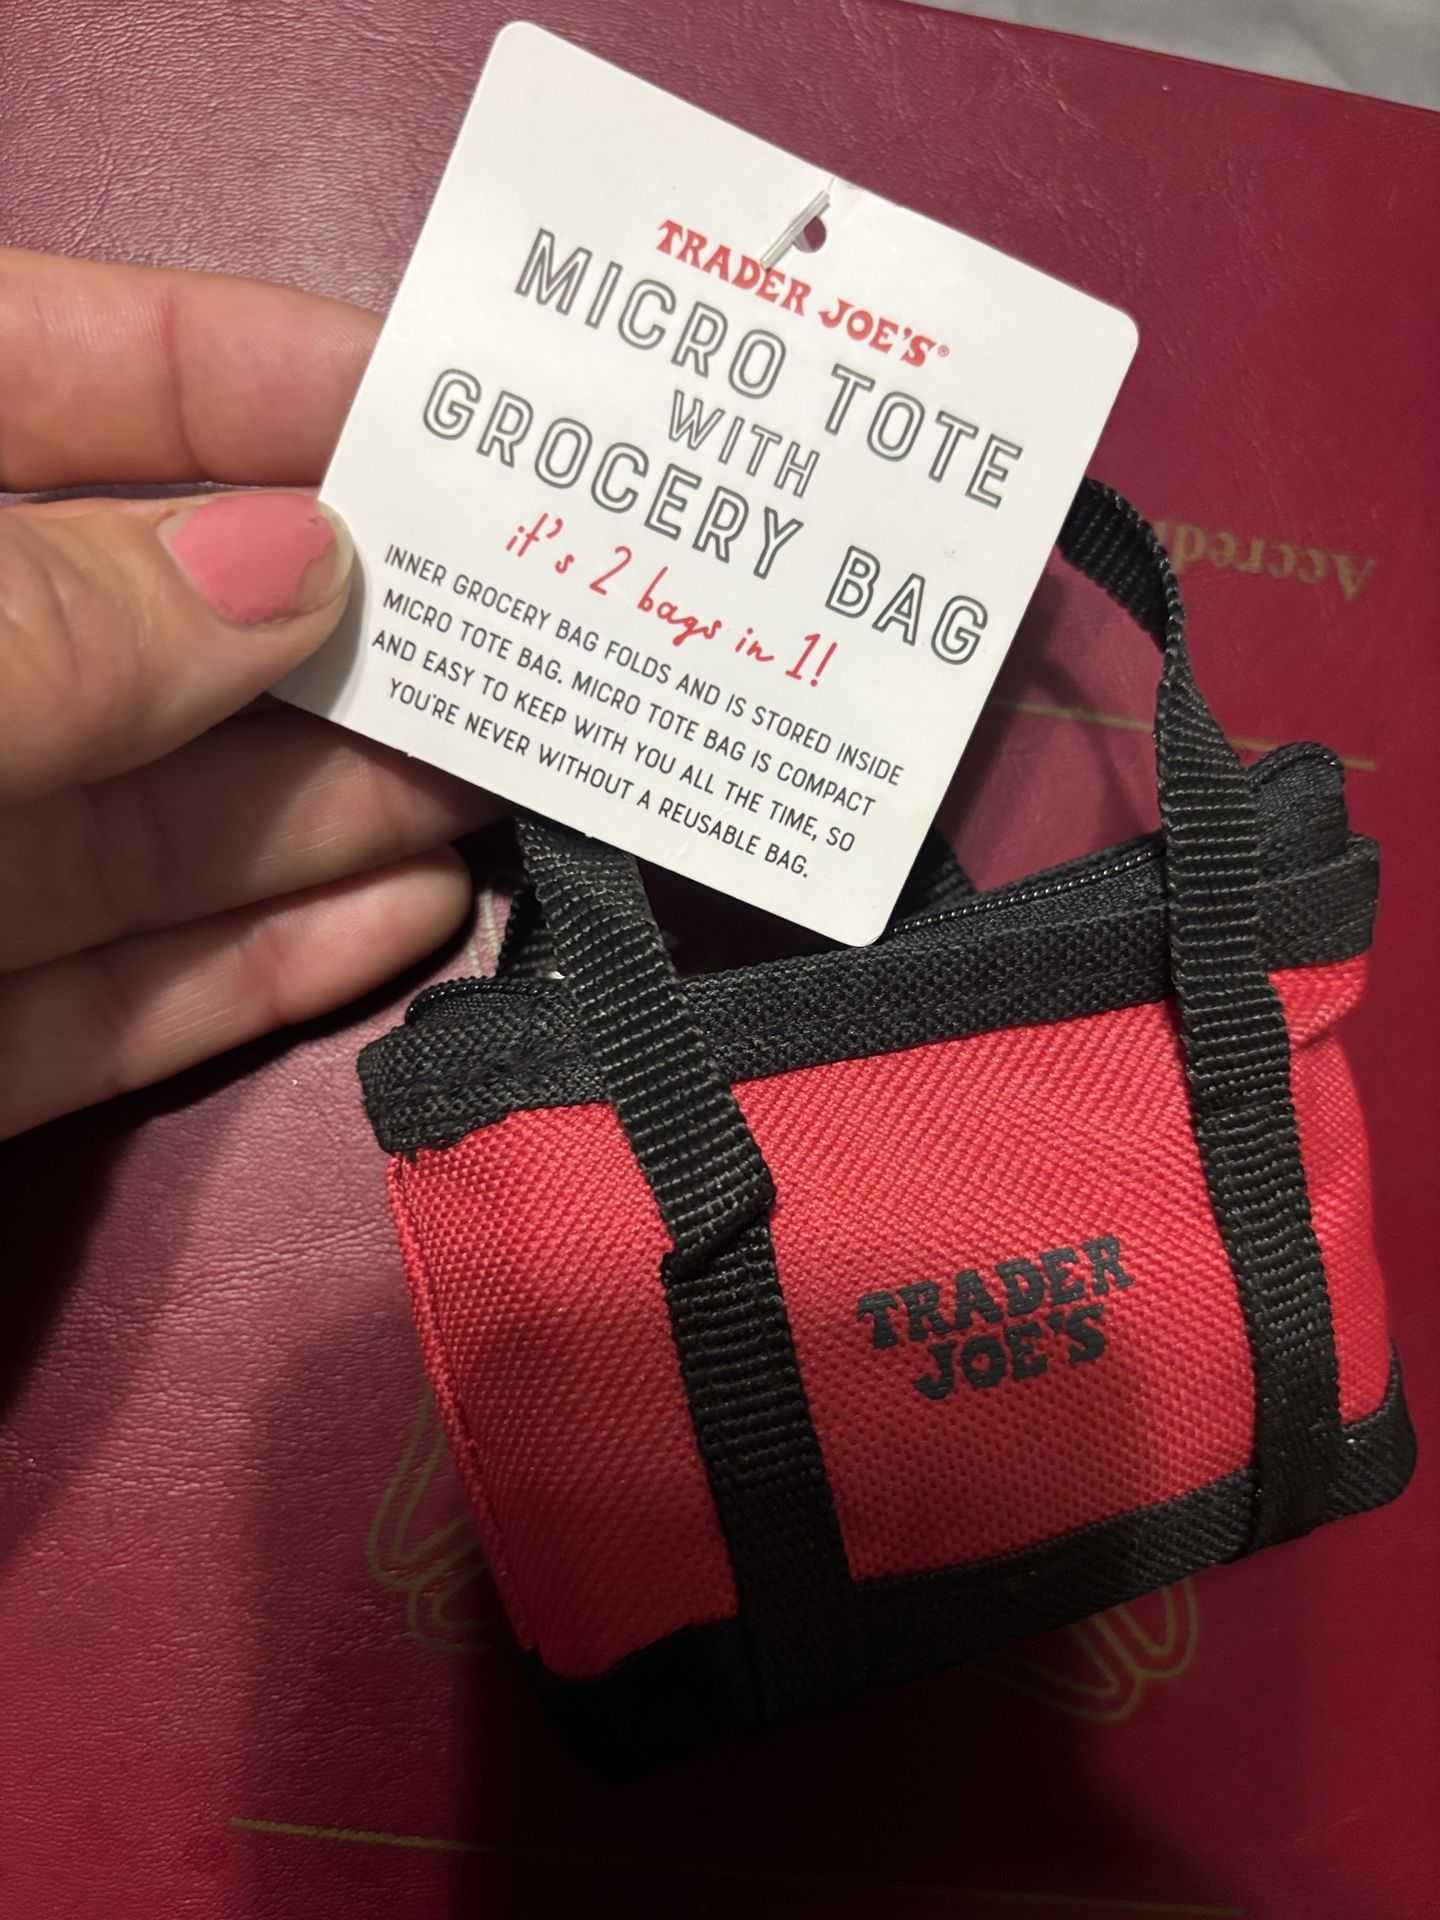 TRADER JOE'S®
MICRO TOTE
WITH
GROCERY BAG
it's 2 bags in 1!
INNER GROCERY BAG FOLDS AND IS STORED INSIDE
MICRO TOTE BAG. MICRO TOTE BAG IS COMPACT
AND EASY TO KEEP WITH YOU ALL THE TIME, SO
YOU'RE NEVER WITHOUT A REUSABLE BAG.
TRADER
JOE'S